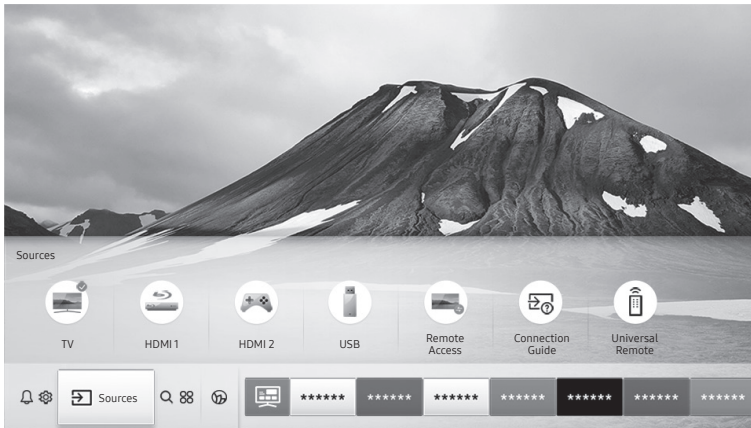 Sources
TV
HDMI 1
HDMI 2
USB
Remote
Access
Connection
Guide
Universal
Remote
Sources
****** ****** ****** ****** ****** ****** ******